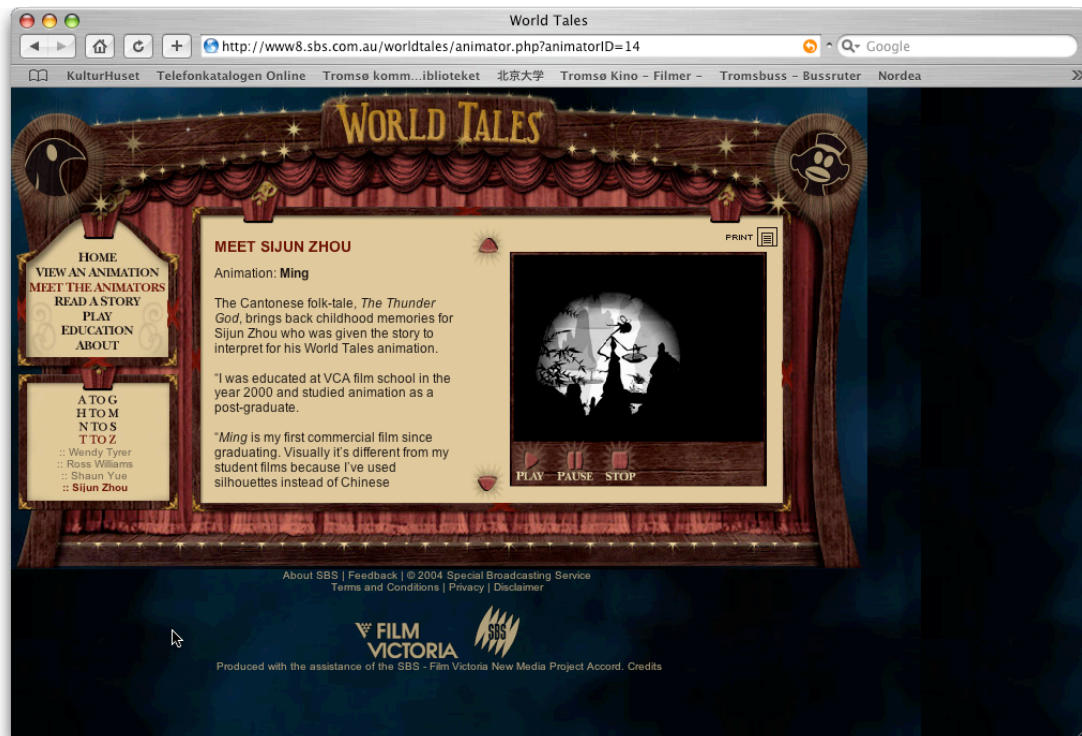 World Tales
http://www8.sbs.com.au/worldtales/animator.php?animatorID=14
Google
KulturHuset Telefonkatalogen Online Tromsø komm...iblioteket 北京大学 Tromsø Kino – Filmer – Tromsbuss – Bussruter Nordea
WORLD TALES
HOME
VIEW AN ANIMATION
MEET THE ANIMATORS
READ A STORY
PLAY
EDUCATION
ABOUT
A TO G
H TO M
N TO S
T TO Z
:: Wendy Tyrer
:: Ross Williams
:: Shaun Yue
:: Sijun Zhou
PRINT
MEET SIJUN ZHOU
Animation: Ming
The Cantonese folk-tale, The Thunder
God, brings back childhood memories for
Sijun Zhou who was given the story to
interpret for his World Tales animation.
“I was educated at VCA film school in the
year 2000 and studied animation as a
post-graduate.
“Ming is my first commercial film since
graduating. Visually it’s different from my
student films because I’ve used
silhouettes instead of Chinese
PLAY PAUSE STOP
About SBS | Feedback | © 2004 Special Broadcasting Service
Terms and Conditions | Privacy | Disclaimer
FILM
VICTORIA
SBS
Produced with the assistance of the SBS - Film Victoria New Media Project Accord. Credits